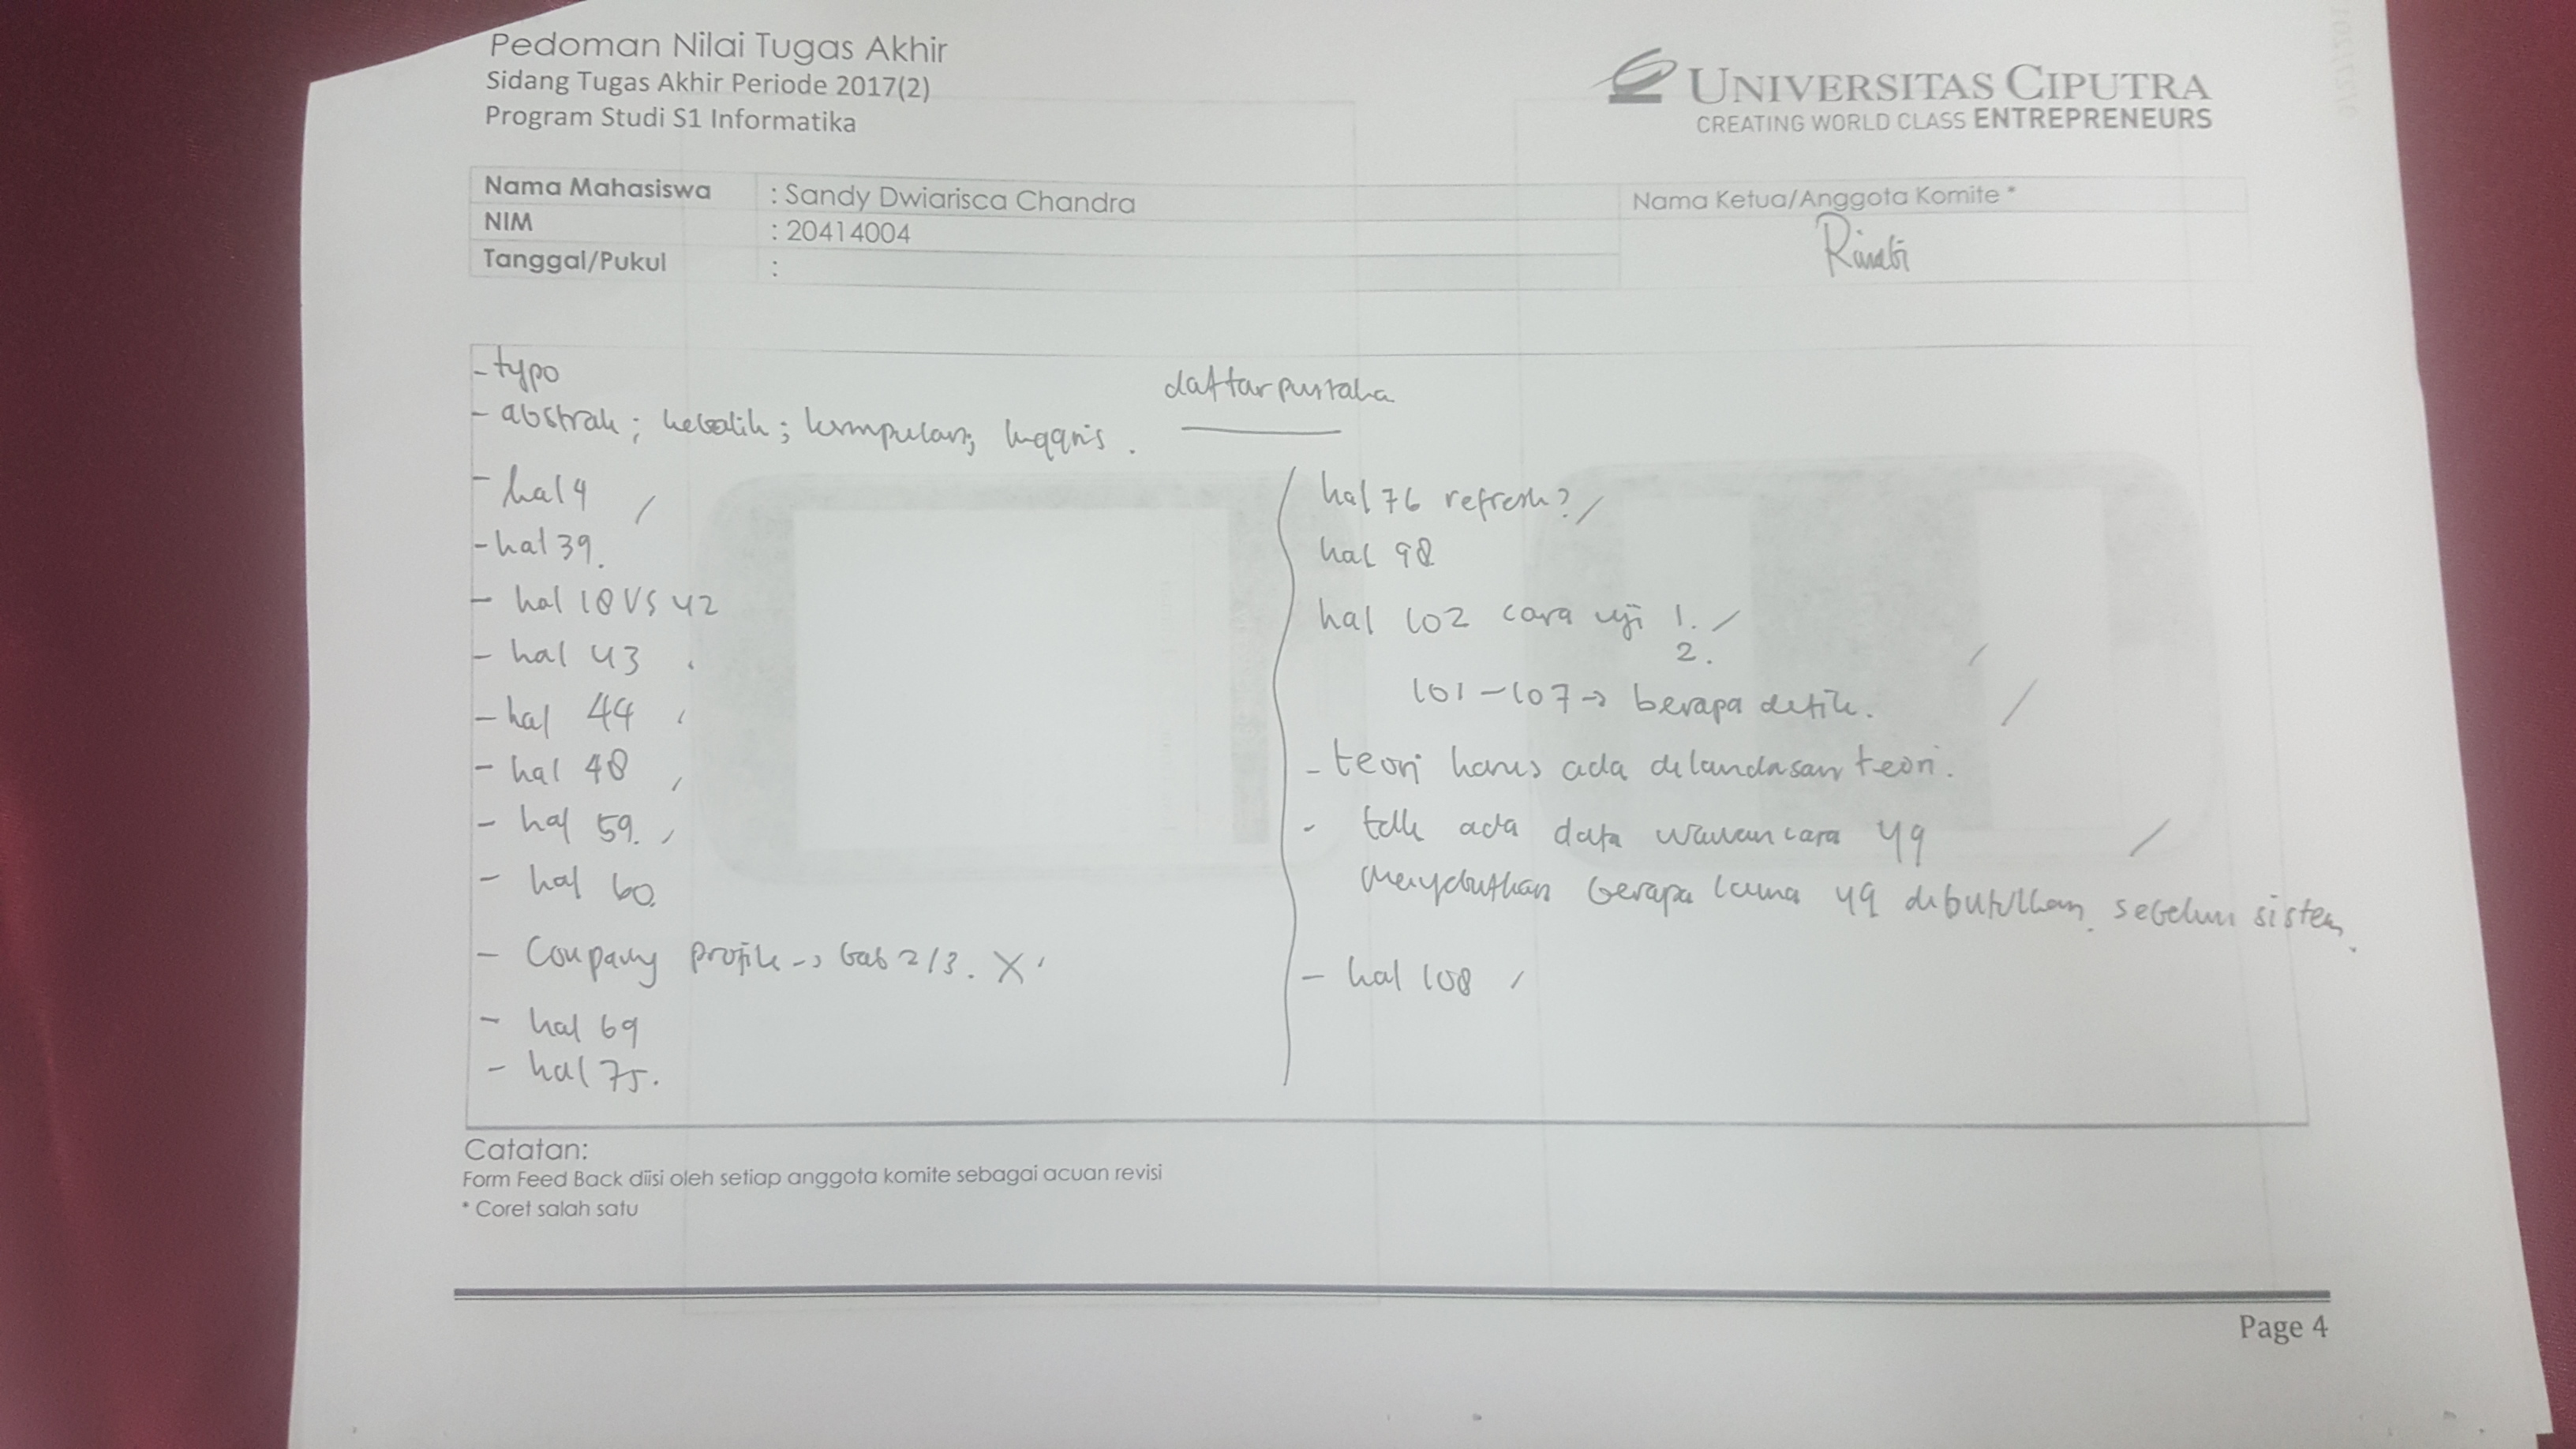 Pedoman Nilai Tugas Akhir
Sidang Tugas Akhir Periode 2017(2)
Program Studi S1 Informatika
UNIVERSITAS CIPUTRA
CREATING WORLD CLASS ENTREPRENEURS
Nama Mahasiswa : Sandy Dwiarisca Chandra
NIM : 20414004
Tanggal/Pukul :
Nama Ketua/Anggota Komite *
- typo
daftar pustaka
- abstrak; kebalik; kumpulan; Inggris.
- hal 4
- hal 39.
- hal 18 VS 42
- hal 43
- hal 44
- hal 48
- hal 59.
- hal 60.
- Company profile -> bab 2/3. X
- hal 69
- hal 75.
hal 76 refresh?
hal 98
hal 102 cara uji 1.
2.
101-107 -> berapa detik.
- teori harus ada dilandasan teori.
- tdk ada data wawancara yg
menyebutkan berapa lama yg dibutuhkan sebelum sistem.
- hal 108
Catatan:
Form Feed Back diisi oleh setiap anggota komite sebagai acuan revisi
* Coret salah satu
Page 4